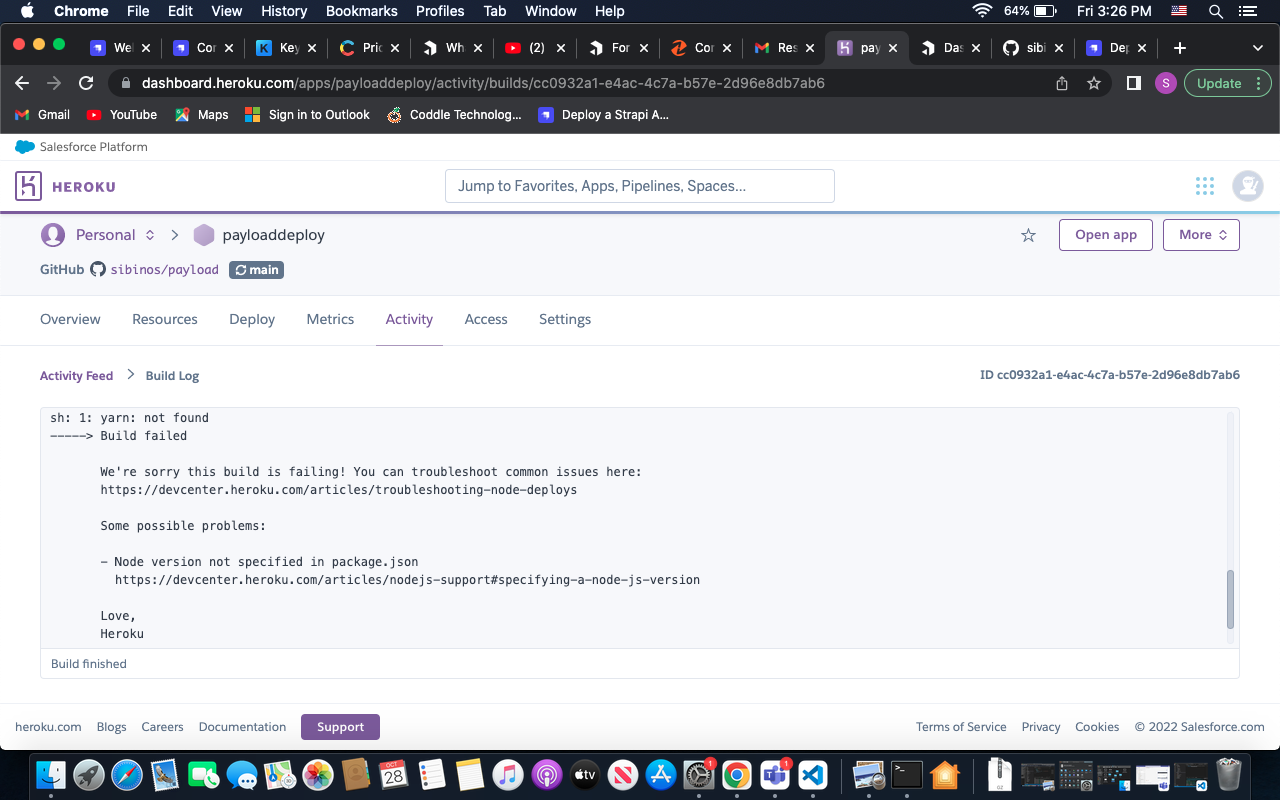 Chrome File Edit View History Bookmarks Profiles Tab Window Help 64% Fri 3:26 PM
Wel Cor Key Pric Wh (2) For Cor Res pay Das sibi Dep
dashboard.heroku.com/apps/payloaddeploy/activity/builds/cc0932a1-e4ac-4c7a-b57e-2d96e8db7ab6 S Update
Gmail YouTube Maps Sign in to Outlook Coddle Technolog... Deploy a Strapi A...
Salesforce Platform
HEROKU Jump to Favorites, Apps, Pipelines, Spaces...
Personal payloaddeploy Open app More
GitHub sibinos/payload main
Overview Resources Deploy Metrics Activity Access Settings
Activity Feed Build Log ID cc0932a1-e4ac-4c7a-b57e-2d96e8db7ab6
sh: 1: yarn: not found
-----> Build failed
We're sorry this build is failing! You can troubleshoot common issues here:
https://devcenter.heroku.com/articles/troubleshooting-node-deploys
Some possible problems:
- Node version not specified in package.json
https://devcenter.heroku.com/articles/nodejs-support#specifying-a-node-js-version
Love,
Heroku
Build finished
heroku.com Blogs Careers Documentation Support Terms of Service Privacy Cookies © 2022 Salesforce.com
OCT
28
tv
1
1